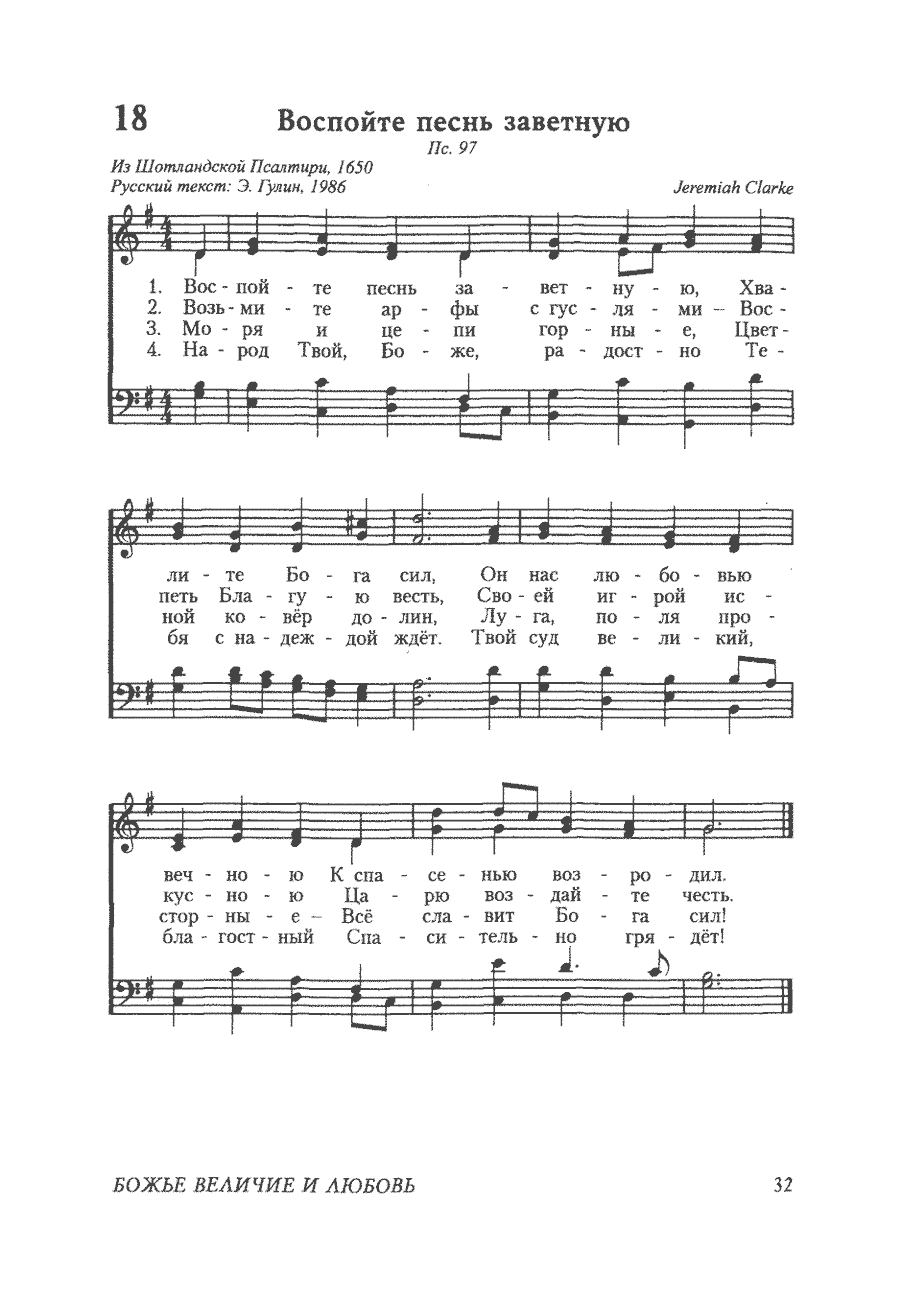 18 Воспойте песнь заветную
Пс. 97
Из Шотландской Псалтири, 1650
Русский текст: Э. Гулин, 1986 Jeremiah Clarke
1. Вос - пой - те песнь за - вет - ну - ю, Хва -
2. Возь - ми - те ар - фы с гус - ля - ми – Вос -
3. Мо - ря и це - пи гор - ны - е, Цвет -
4. На - род Твой, Бо - же, ра - дост - но Те -
ли - те Бо - га сил, Он нас лю - бо - вью
петь Бла - гу - ю весть, Сво - ей иг - рой ис -
ной ко - вёр до - лин, Лу - га, по - ля про -
бя с на - деж - дой ждёт. Твой суд ве - ли - кий,
веч - но - ю К спа - се - нью воз - ро - дил.
кус - но - ю Ца - рю воз - дай - те честь.
стор - ны - е – Всё сла - вит Бо - га сил!
бла - гост - ный Спа - си - тель - но гря - дёт!
БОЖЬЕ ВЕЛИЧИЕ И ЛЮБОВЬ 32